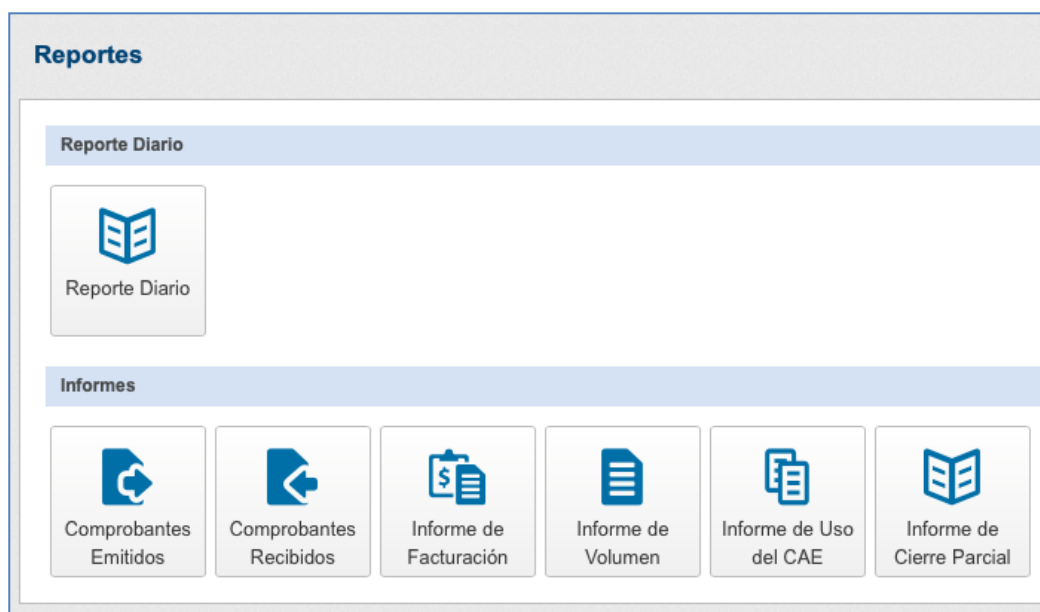 Reportes
Reporte Diario
Reporte Diario
Informes
Comprobantes
Emitidos
Comprobantes
Recibidos
$
Informe de
Facturación
Informe de
Volumen
Informe de Uso
del CAE
Informe de
Cierre Parcial